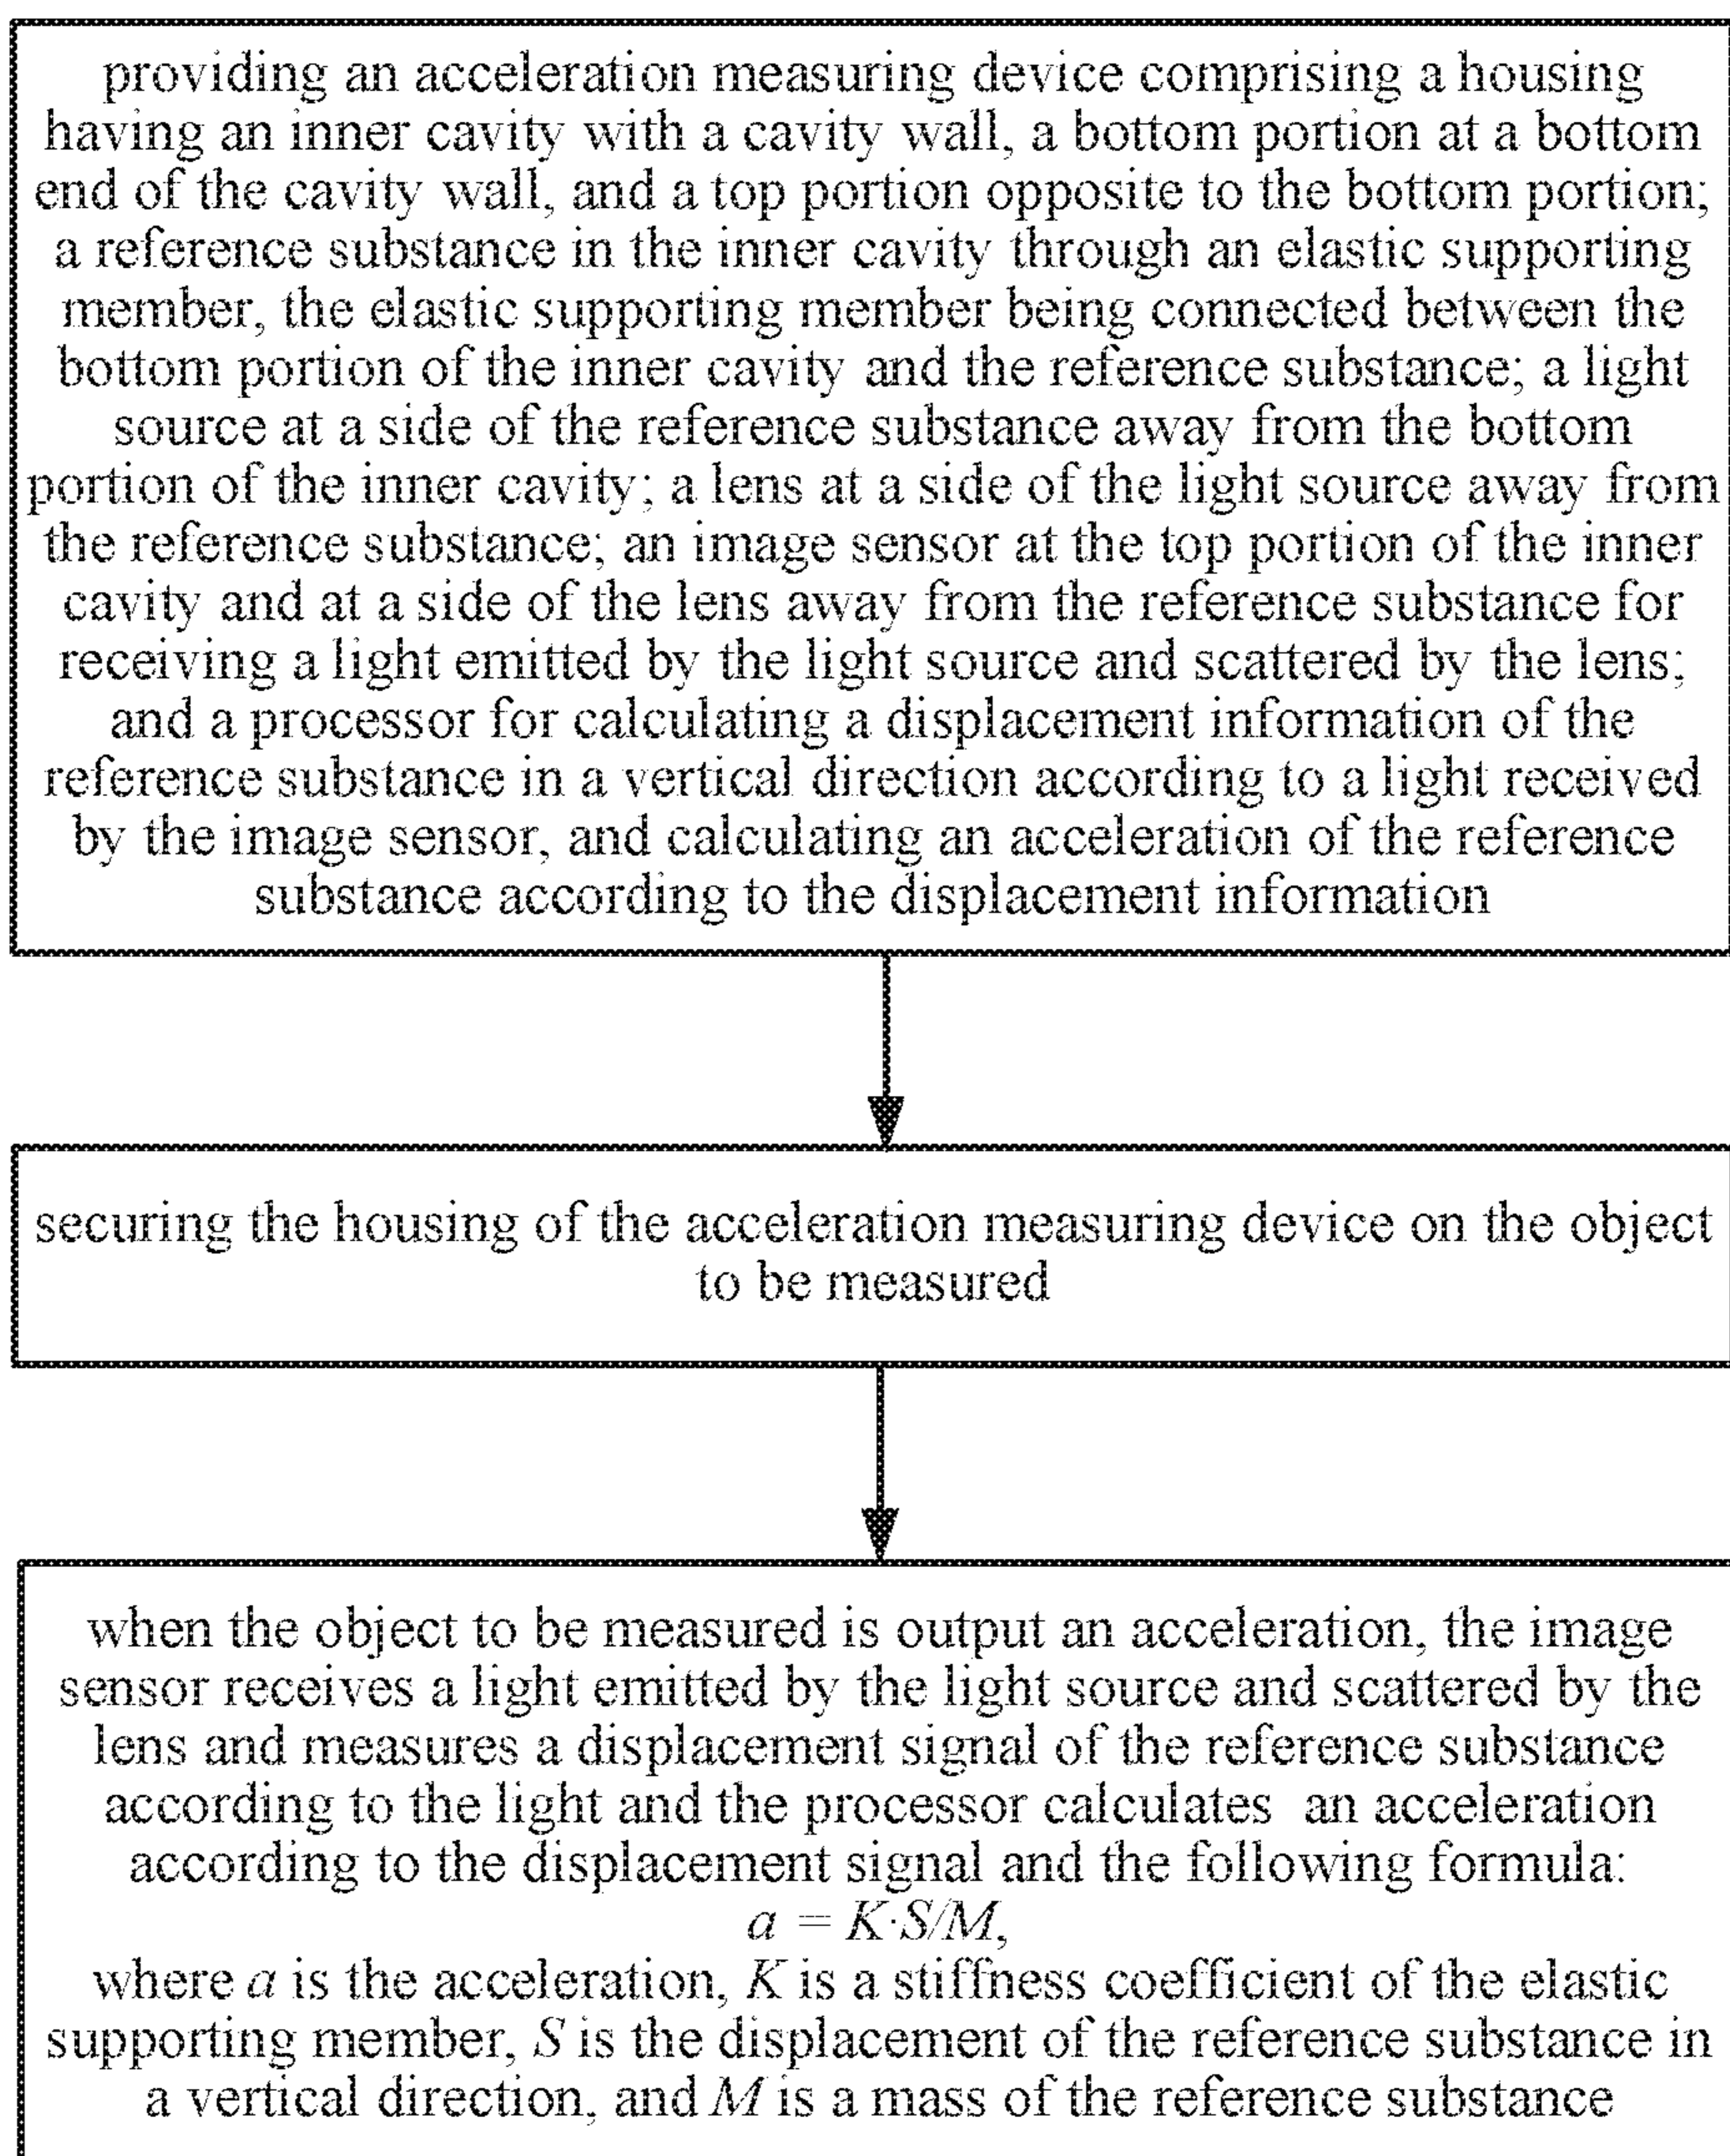 providing an acceleration measuring device comprising a housing
having an inner cavity with a cavity wall, a bottom portion at a bottom
end of the cavity wall, and a top portion opposite to the bottom portion;
a reference substance in the inner cavity through an elastic supporting
member, the elastic supporting member being connected between the
bottom portion of the inner cavity and the reference substance; a light
source at a side of the reference substance away from the bottom
portion of the inner cavity; a lens at a side of the light source away from
the reference substance; an image sensor at the top portion of the inner
cavity and at a side of the lens away from the reference substance for
receiving a light emitted by the light source and scattered by the lens;
and a processor for calculating a displacement information of the
reference substance in a vertical direction according to a light received
by the image sensor, and calculating an acceleration of the reference
substance according to the displacement information
securing the housing of the acceleration measuring device on the object
to be measured
when the object to be measured is output an acceleration, the image
sensor receives a light emitted by the light source and scattered by the
lens and measures a displacement signal of the reference substance
according to the light and the processor calculates an acceleration
according to the displacement signal and the following formula:
a = K·S/M,
where a is the acceleration, K is a stiffness coefficient of the elastic
supporting member, S is the displacement of the reference substance in
a vertical direction, and M is a mass of the reference substance